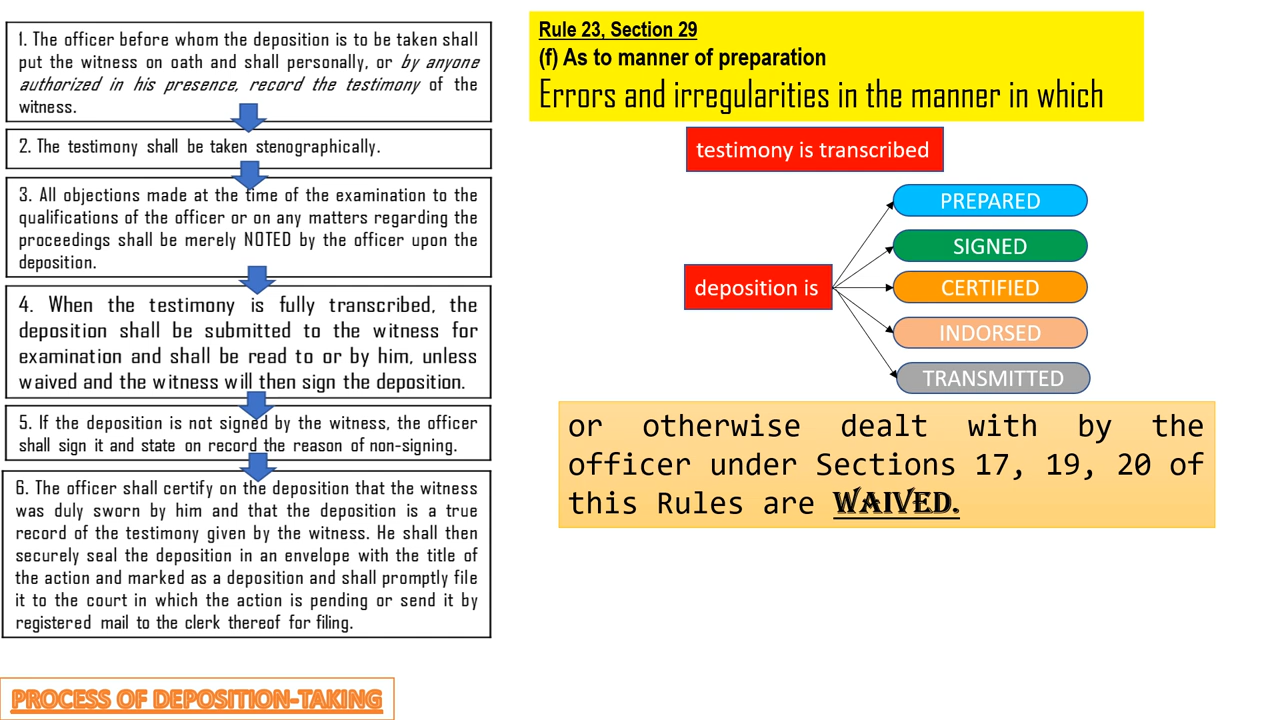 1. The officer before whom the deposition is to be taken shall
put the witness on oath and shall personally, or by anyone
authorized in his presence, record the testimony of the
witness.
2. The testimony shall be taken stenographically.
3. All objections made at the time of the examination to the
qualifications of the officer or on any matters regarding the
proceedings shall be merely NOTED by the officer upon the
deposition.
4. When the testimony is fully transcribed, the
deposition shall be submitted to the witness for
examination and shall be read to or by him, unless
waived and the witness will then sign the deposition.
5. If the deposition is not signed by the witness, the officer
shall sign it and state on record the reason of non-signing.
6. The officer shall certify on the deposition that the witness
was duly sworn by him and that the deposition is a true
record of the testimony given by the witness. He shall then
securely seal the deposition in an envelope with the title of
the action and marked as a deposition and shall promptly file
it to the court in which the action is pending or send it by
registered mail to the clerk thereof for filing.
PROCESS OF DEPOSITION-TAKING
Rule 23, Section 29
(f) As to manner of preparation
Errors and irregularities in the manner in which
testimony is transcribed
deposition is
PREPARED
SIGNED
CERTIFIED
INDORSED
TRANSMITTED
or otherwise dealt with by the
officer under Sections 17, 19, 20 of
this Rules are WAIVED.